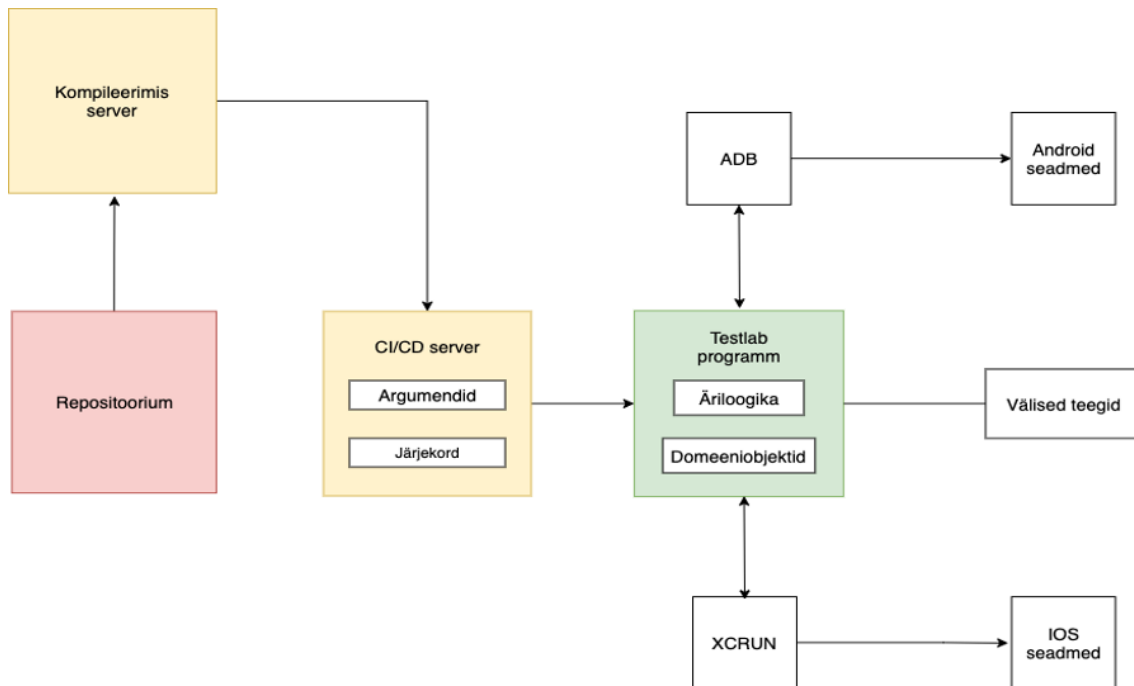 Kompileerimis
server
ADB
Android
seadmed
Repositoorium
CI/CD server
Argumendid
Järjekord
Testlab
programm
Äriloogika
Domeeniobjektid
Välised teegid
XCRUN
IOS
seadmed